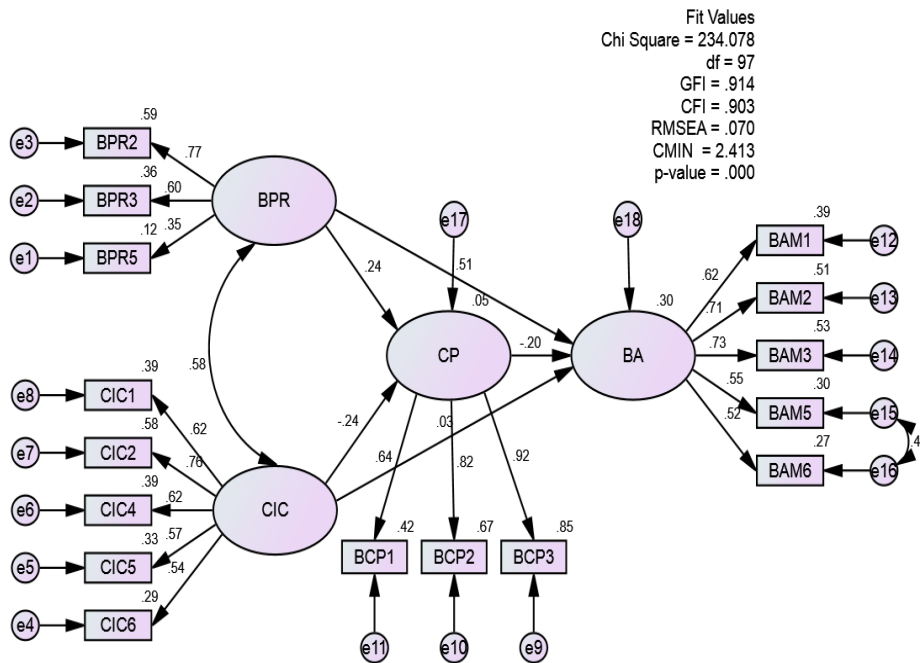 Fit Values
Chi Square = 234.078
df = 97
GFI = .914
CFI = .903
RMSEA = .070
CMIN = 2.413
p-value = .000
.59
e3
BPR2
.77
.36
e2
BPR3
.60
BPR
.12
.35
e1
BPR5
e17
e18
.39
BAM1
e12
.62
.51
BAM2
e13
.71
.53
BAM3
e14
.73
.30
BAM5
e15
.55
.27
BAM6
e16
.52
.4
.24
.51
.05
CP
-.20
.30
BA
.58
-.24
.03
.39
e8
CIC1
.62
.58
e7
CIC2
.76
.39
e6
CIC4
.62
CIC
.33
e5
CIC5
.57
.29
e4
CIC6
.54
.64
.82
.92
.42
.67
.85
BCP1
BCP2
BCP3
e11
e10
e9